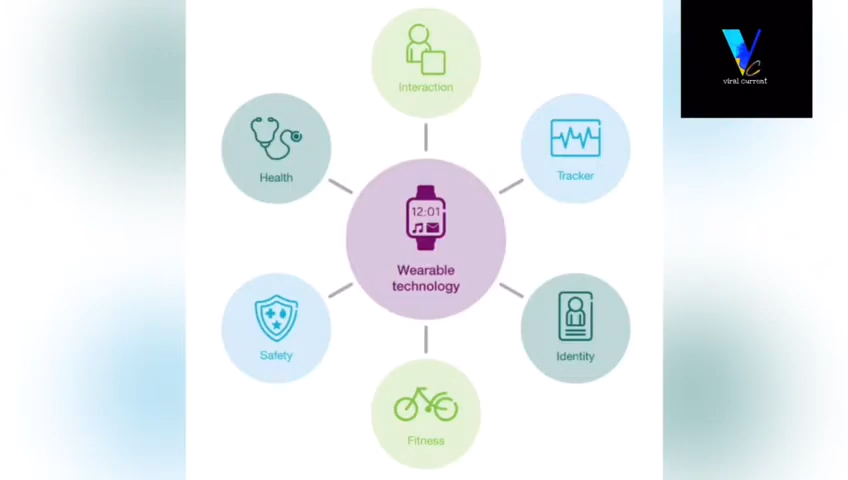 Interaction
viral current
Health
Tracker
12:01
Wearable
technology
Safety
Identity
Fitness